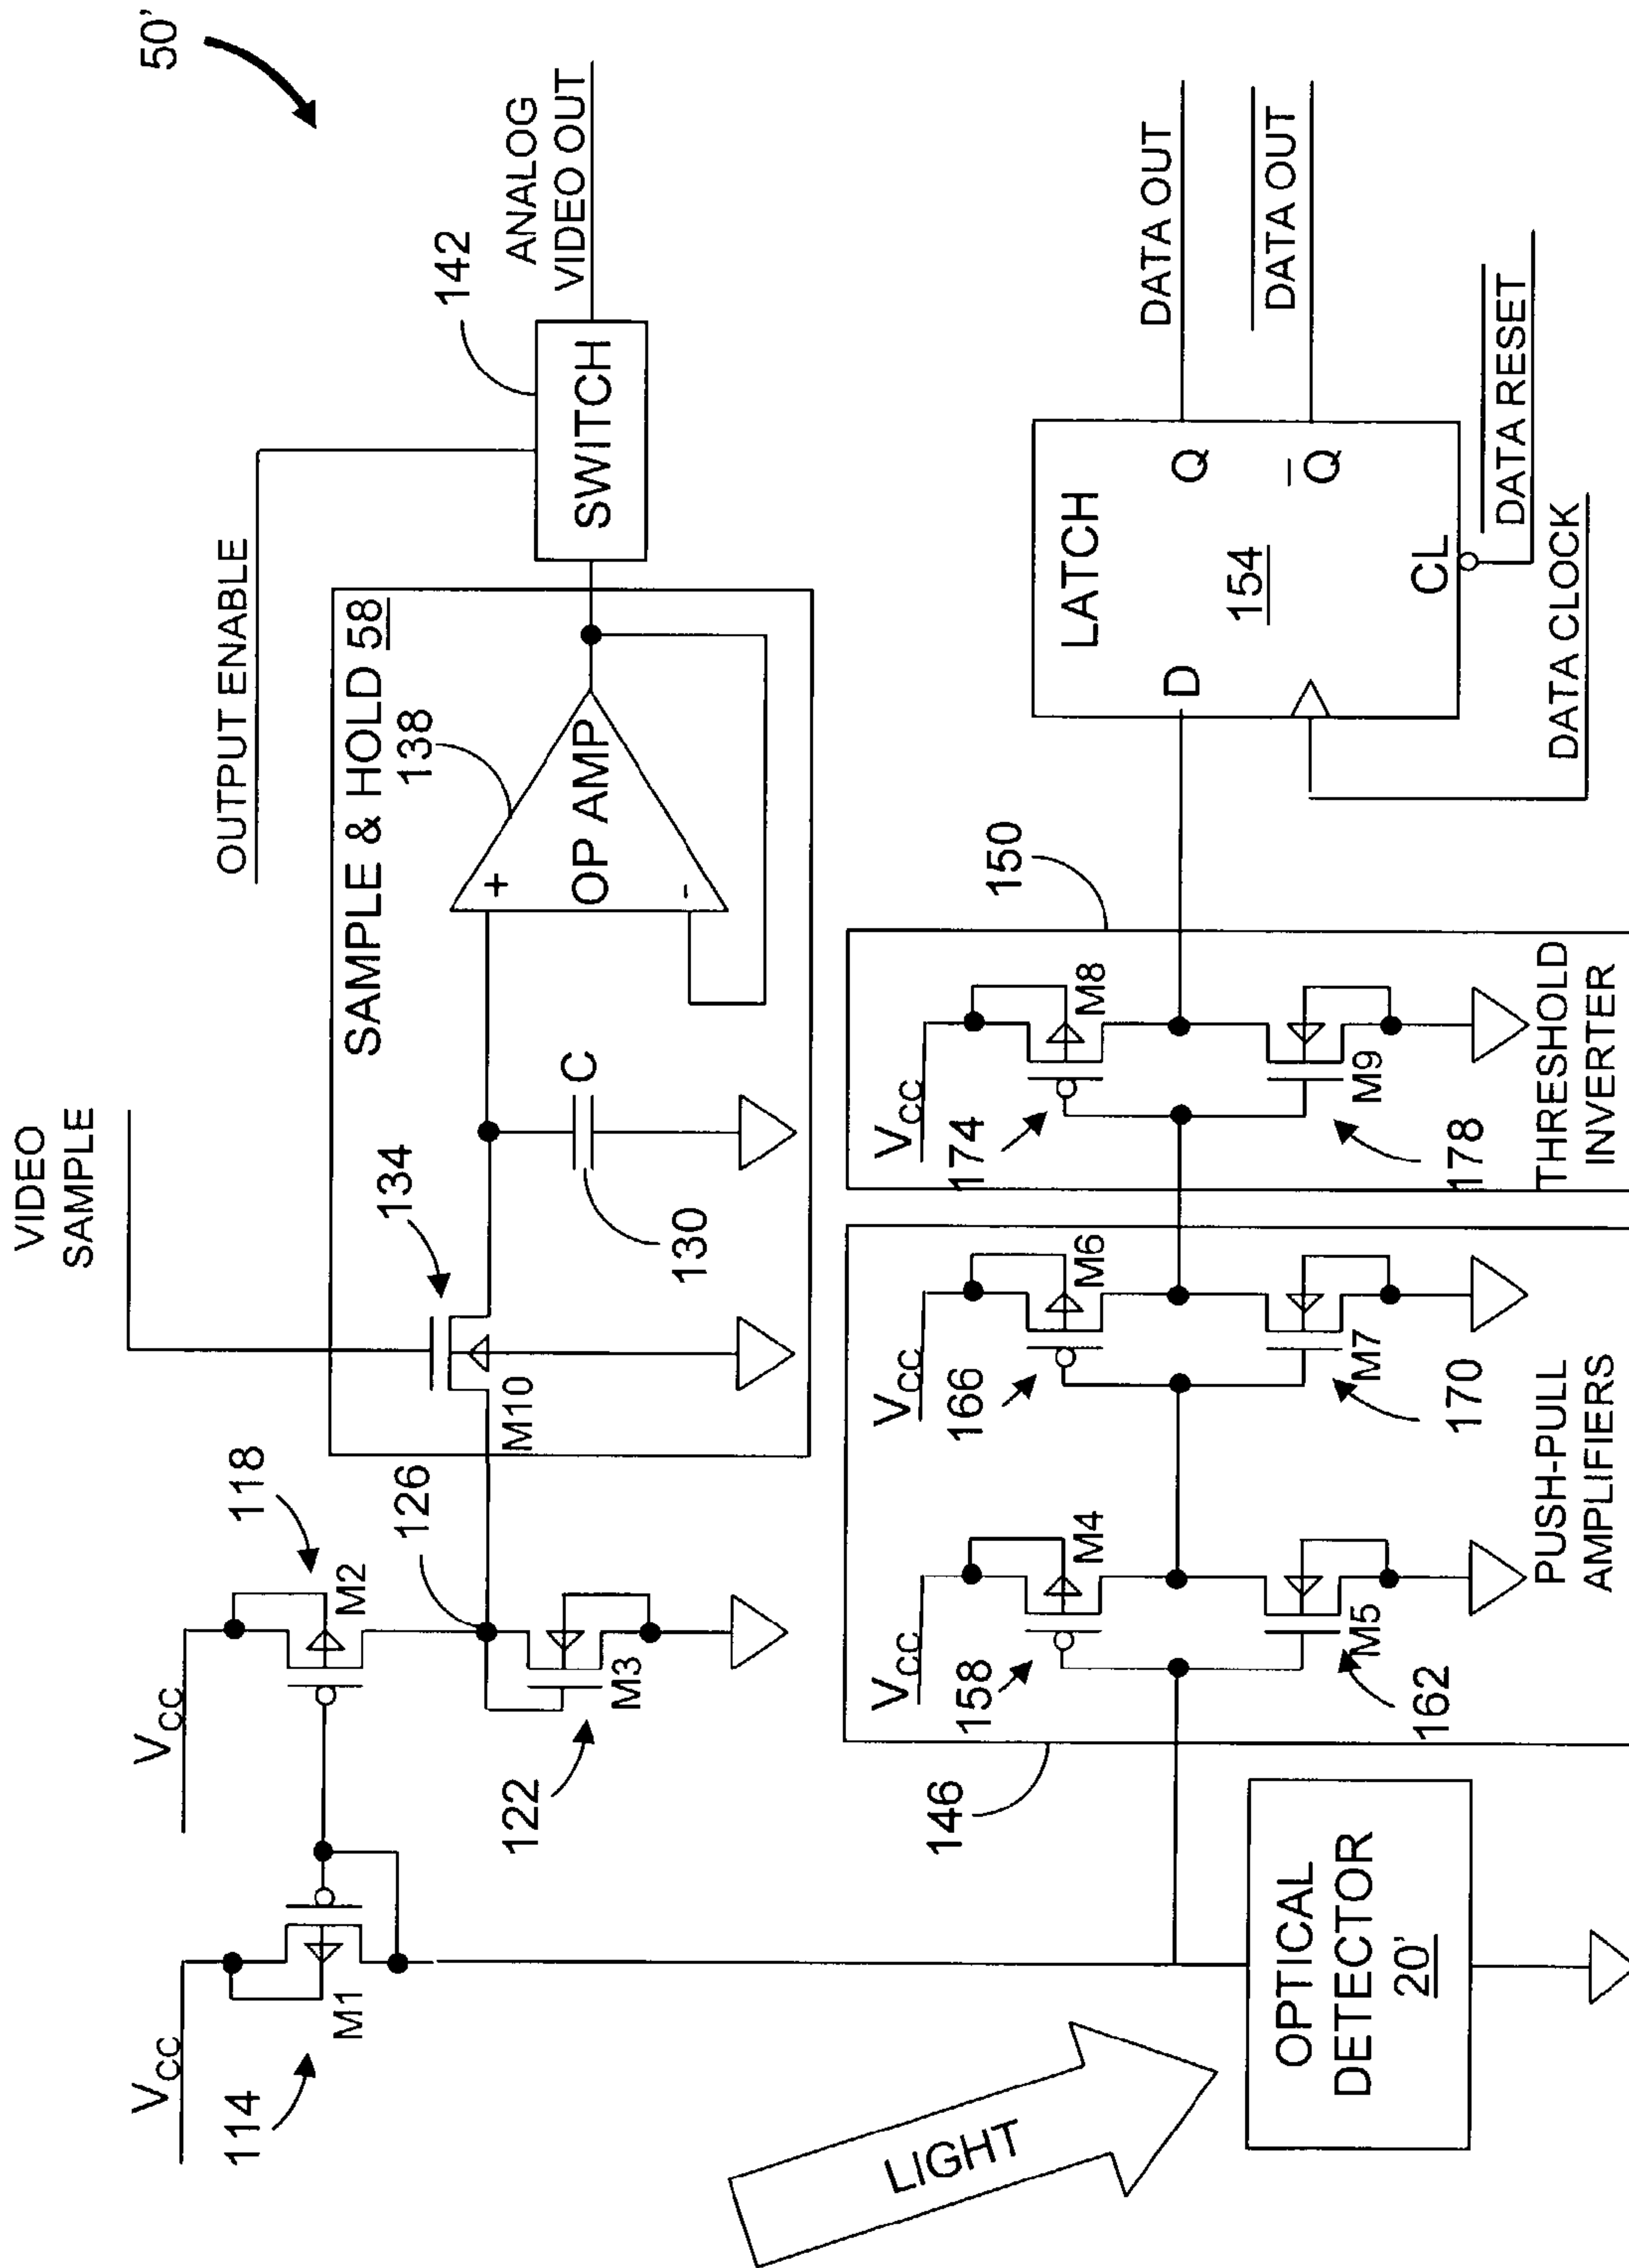 50'
VIDEO
SAMPLE
OUTPUT ENABLE
ANALOG
VIDEO OUT
142
SWITCH
SAMPLE & HOLD 58
138
+
OP AMP
-
134
M10
C
130
VCC
114
M1
VCC
118
M2
126
122
M3
LIGHT
OPTICAL
DETECTOR
20'
146
VCC
158
M4
162
M5
VCC
166
M6
170
M7
PUSH-PULL
AMPLIFIERS
150
VCC
174
M8
178
M9
THRESHOLD
INVERTER
LATCH
D
Q
154
Q
CL
DATA OUT
DATA OUT
DATA RESET
DATA CLOCK